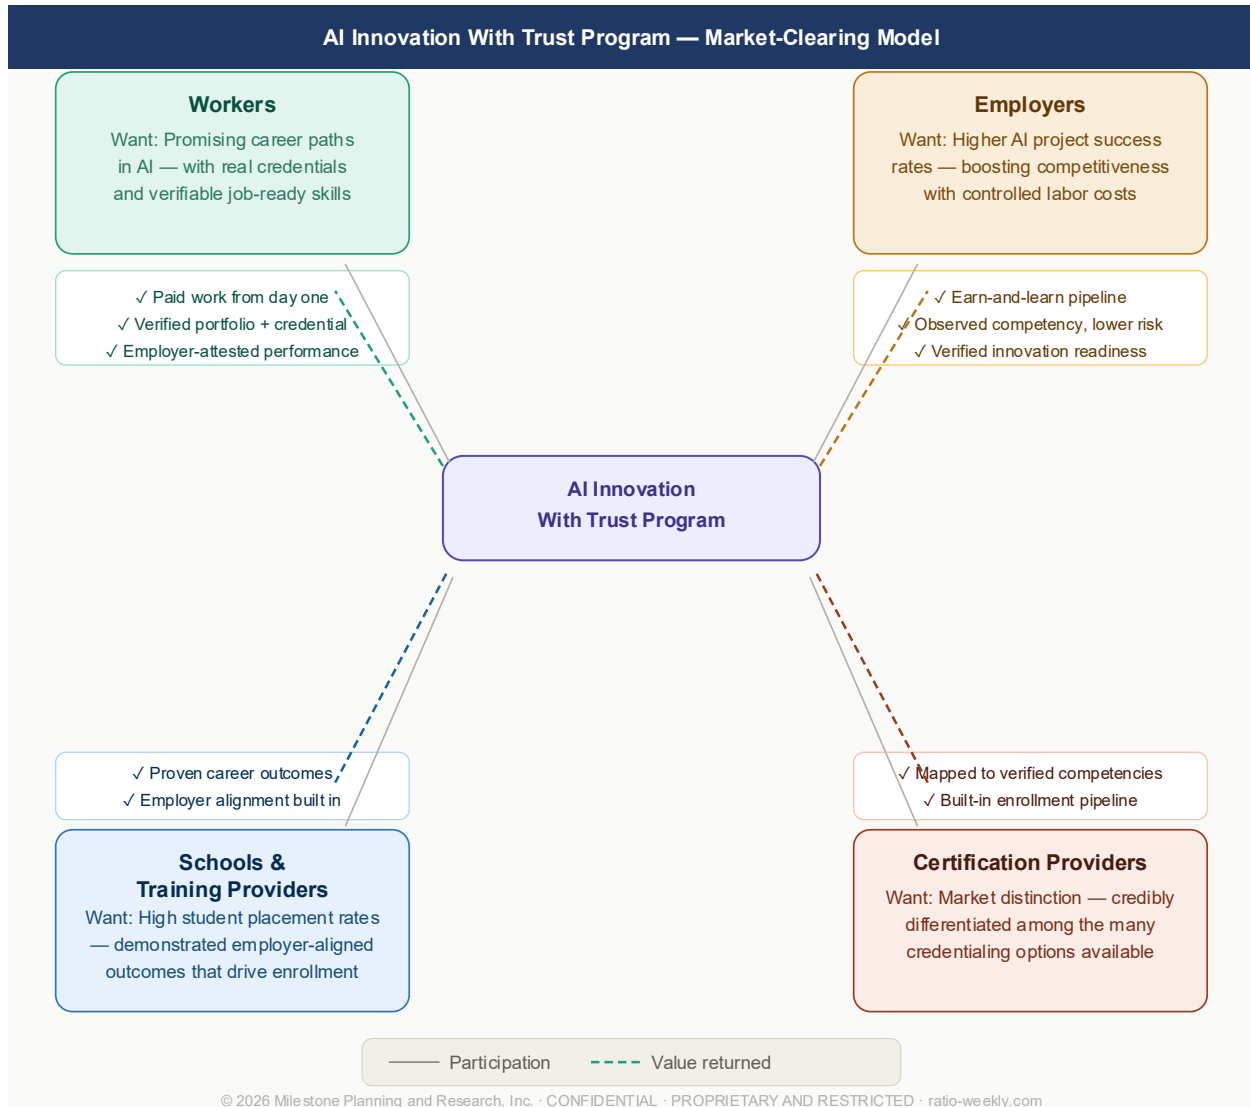 AI Innovation With Trust Program — Market-Clearing Model
Workers
Want: Promising career paths
in AI — with real credentials
and verifiable job-ready skills
✓ Paid work from day one
✓ Verified portfolio + credential
✓ Employer-attested performance
Employers
Want: Higher AI project success
rates — boosting competitiveness
with controlled labor costs
✓ Earn-and-learn pipeline
✓ Observed competency, lower risk
✓ Verified innovation readiness
AI Innovation
With Trust Program
✓ Proven career outcomes
✓ Employer alignment built in
Schools &
Training Providers
Want: High student placement rates
— demonstrated employer-aligned
outcomes that drive enrollment
✓ Mapped to verified competencies
✓ Built-in enrollment pipeline
Certification Providers
Want: Market distinction — credibly
differentiated among the many
credentialing options available
Participation
Value returned
© 2026 Milestone Planning and Research, Inc. · CONFIDENTIAL · PROPRIETARY AND RESTRICTED · ratio-weekly.com